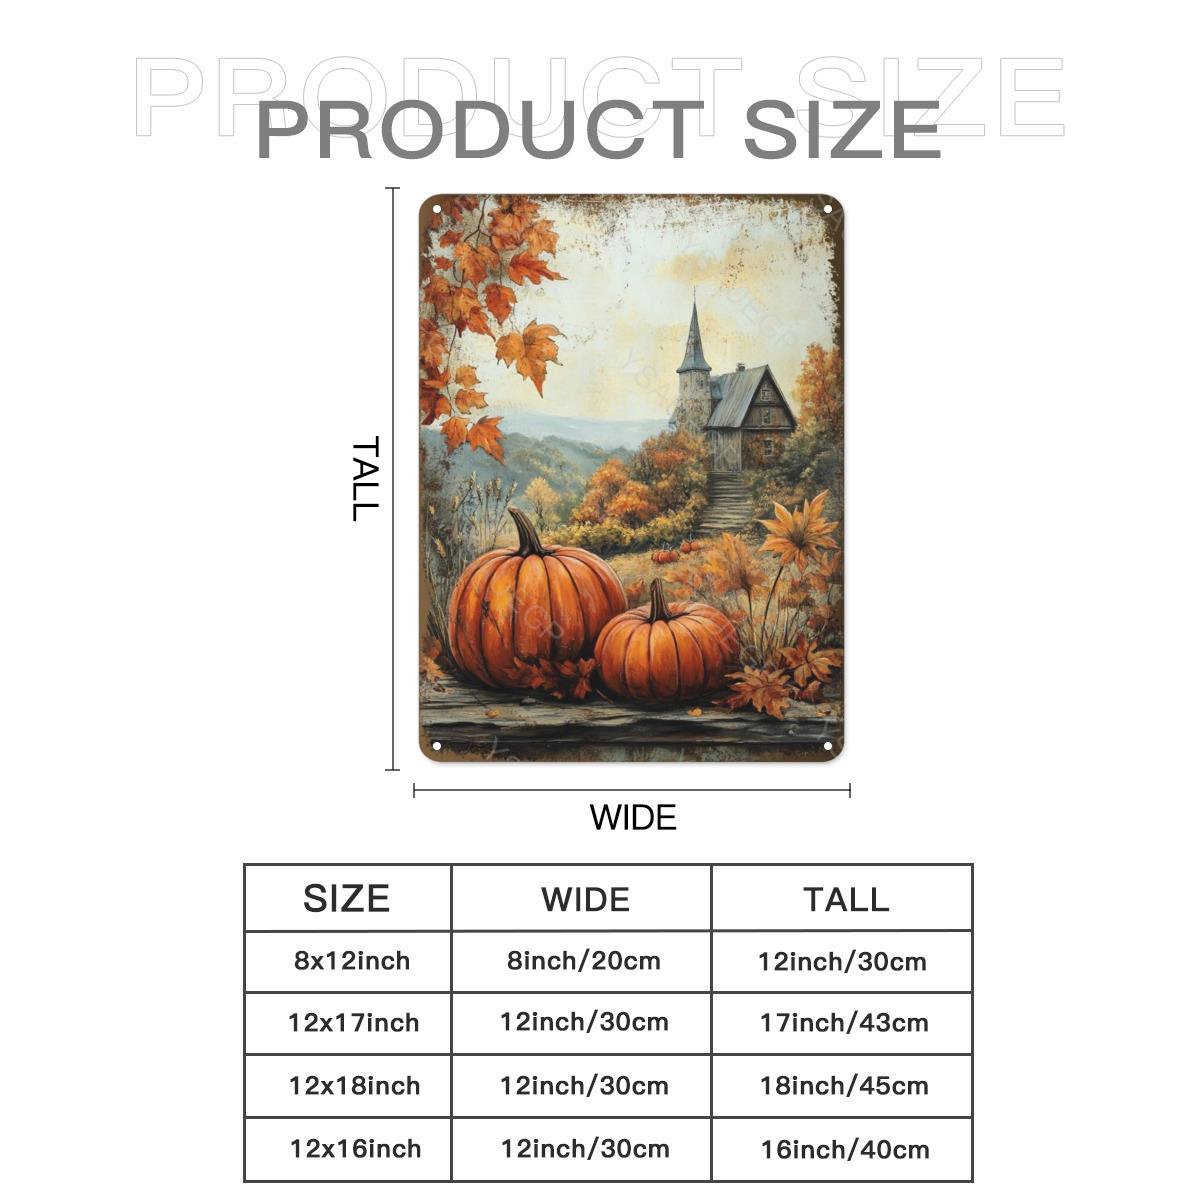 PRODUCT SIZE
PRODUCT SIZE
TALL
WIDE
SIZE WIDE TALL
8x12inch 8inch/20cm 12inch/30cm
12x17inch 12inch/30cm 17inch/43cm
12x18inch 12inch/30cm 18inch/45cm
12x16inch 12inch/30cm 16inch/40cm